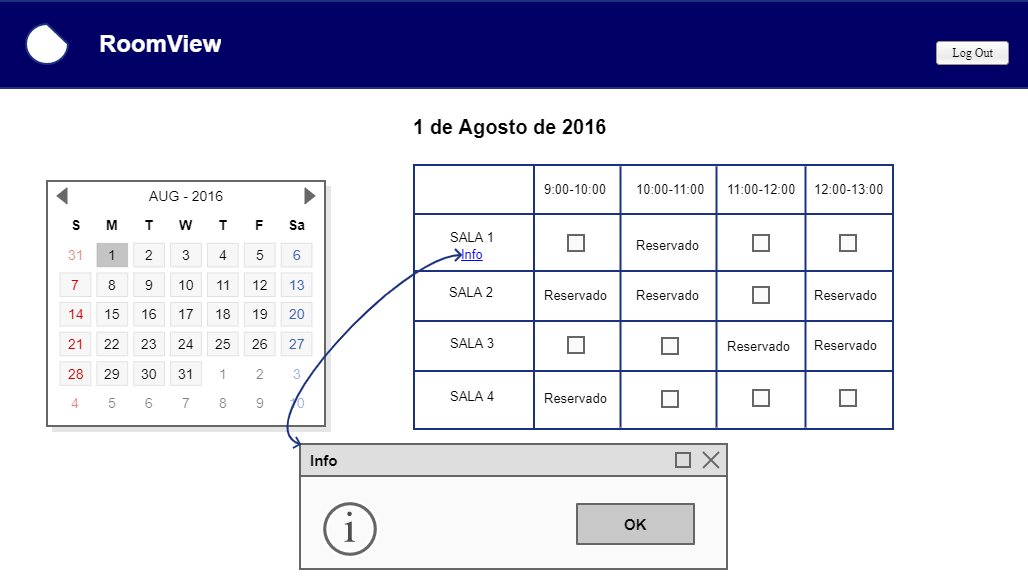 RoomView
Log Out
1 de Agosto de 2016
AUG - 2016
S M T W T F Sa
31 1 2 3 4 5 6
7 8 9 10 11 12 13
14 15 16 17 18 19 20
21 22 23 24 25 26 27
28 29 30 31 1 2 3
4 5 6 7 8 9 10
9:00-10:00 10:00-11:00 11:00-12:00 12:00-13:00
SALA 1 Reservado
Info
SALA 2 Reservado Reservado Reservado
SALA 3 Reservado Reservado
SALA 4 Reservado
Info
i
OK